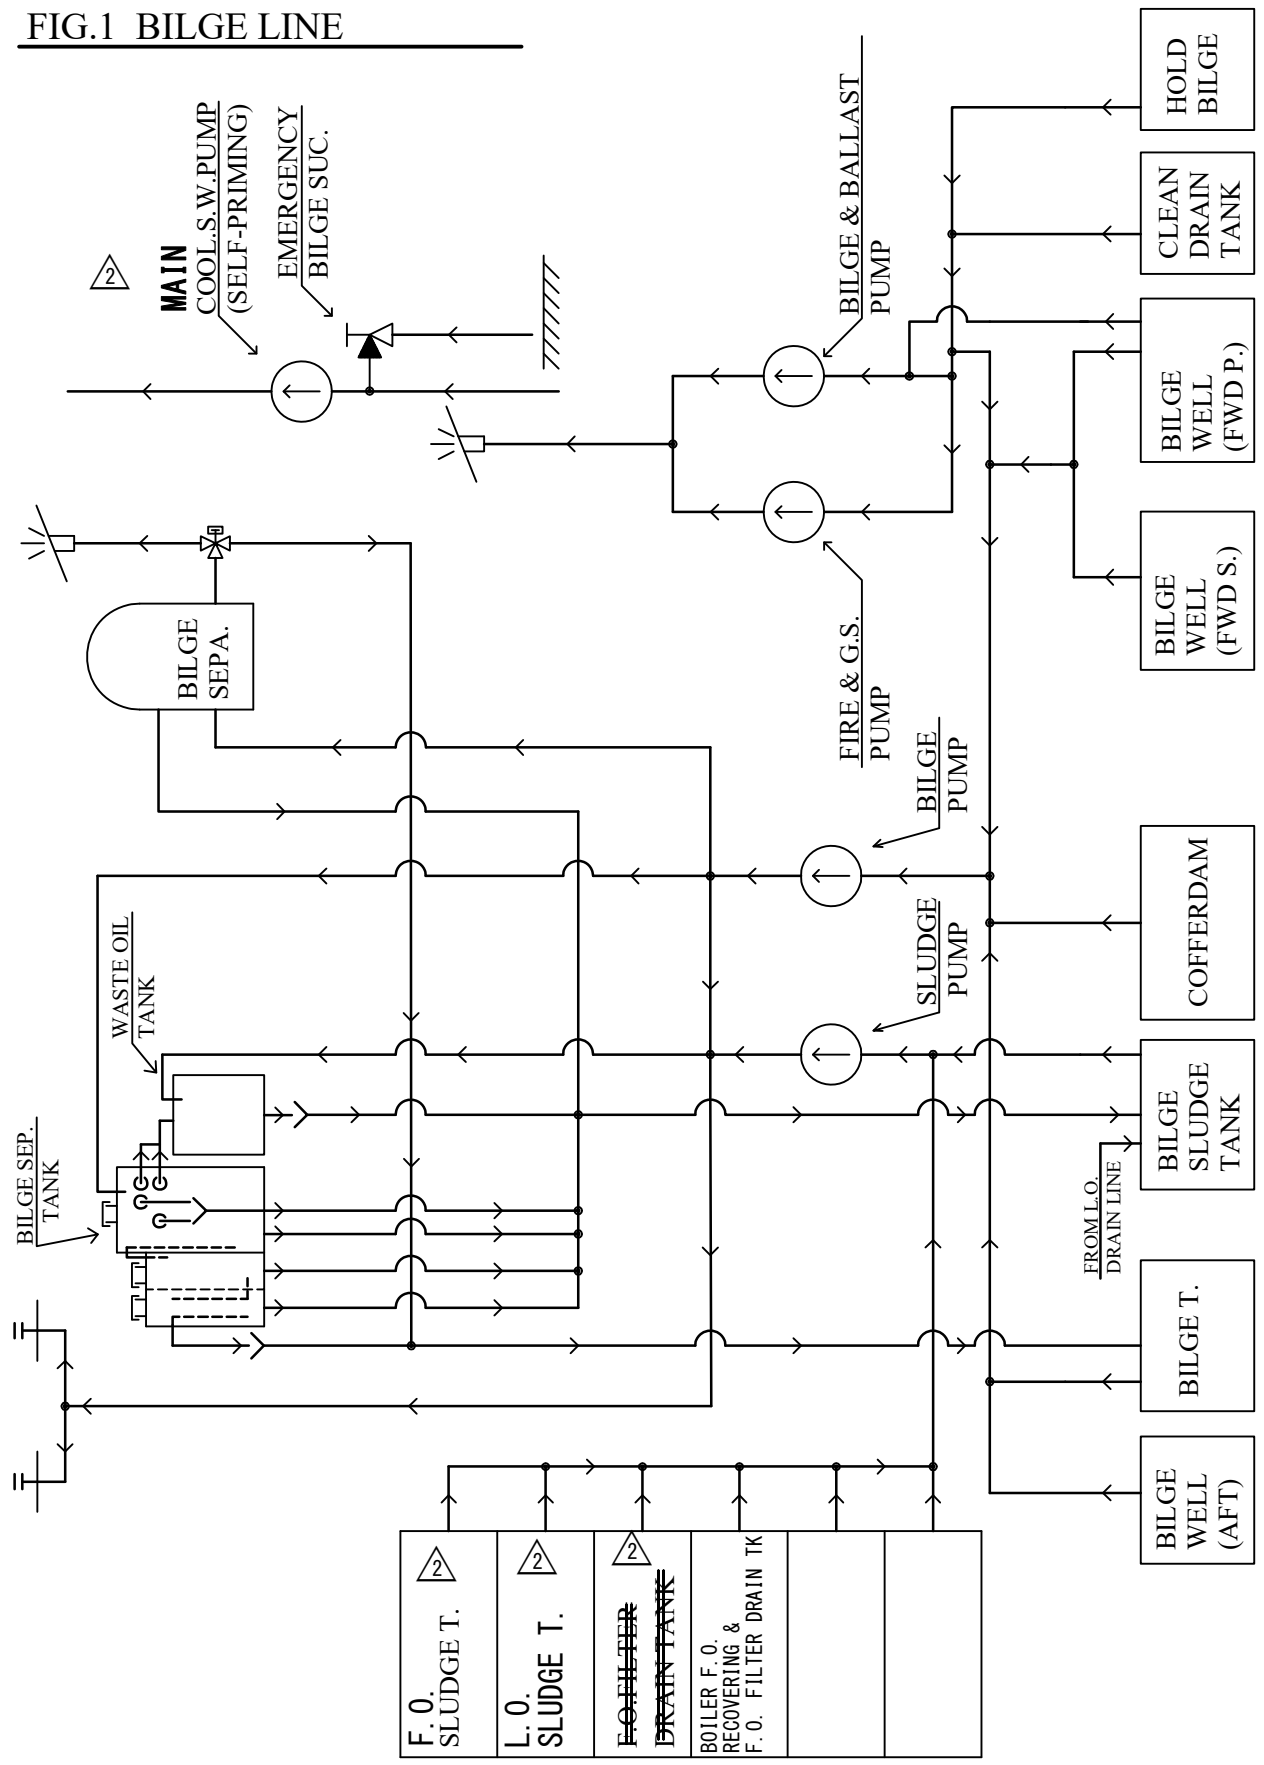 FIG.1 BILGE LINE
2
MAIN
COOL.S.W.PUMP
(SELF-PRIMING)
EMERGENCY
BILGE SUC.
BILGE & BALLAST
PUMP
HOLD
BILGE
CLEAN
DRAIN
TANK
BILGE
WELL
(FWD P.)
BILGE
WELL
(FWD S.)
BILGE
SEPA.
FIRE & G.S.
PUMP
BILGE
PUMP
SLUDGE
PUMP
COFFERDAM
WASTE OIL
TANK
BILGE SEP.
TANK
BILGE
SLUDGE
TANK
FROM L.O.
DRAIN LINE
BILGE T.
BILGE
WELL
(AFT)
F.O.
SLUDGE T.
2
L.O.
SLUDGE T.
2
F.O.FILTER
DRAIN TANK
2
BOILER F.O.
RECOVERING &
F.O. FILTER DRAIN TK